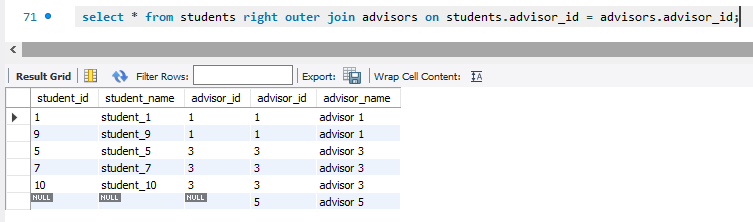 71 select * from students right outer join advisors on students.advisor_id = advisors.advisor_id;
Result Grid Filter Rows: Export: Wrap Cell Content: IA
student_id student_name advisor_id advisor_id advisor_name
1 student_1 1 1 advisor 1
9 student_9 1 1 advisor 1
5 student_5 3 3 advisor 3
7 student_7 3 3 advisor 3
10 student_10 3 3 advisor 3
NULL NULL NULL 5 advisor 5